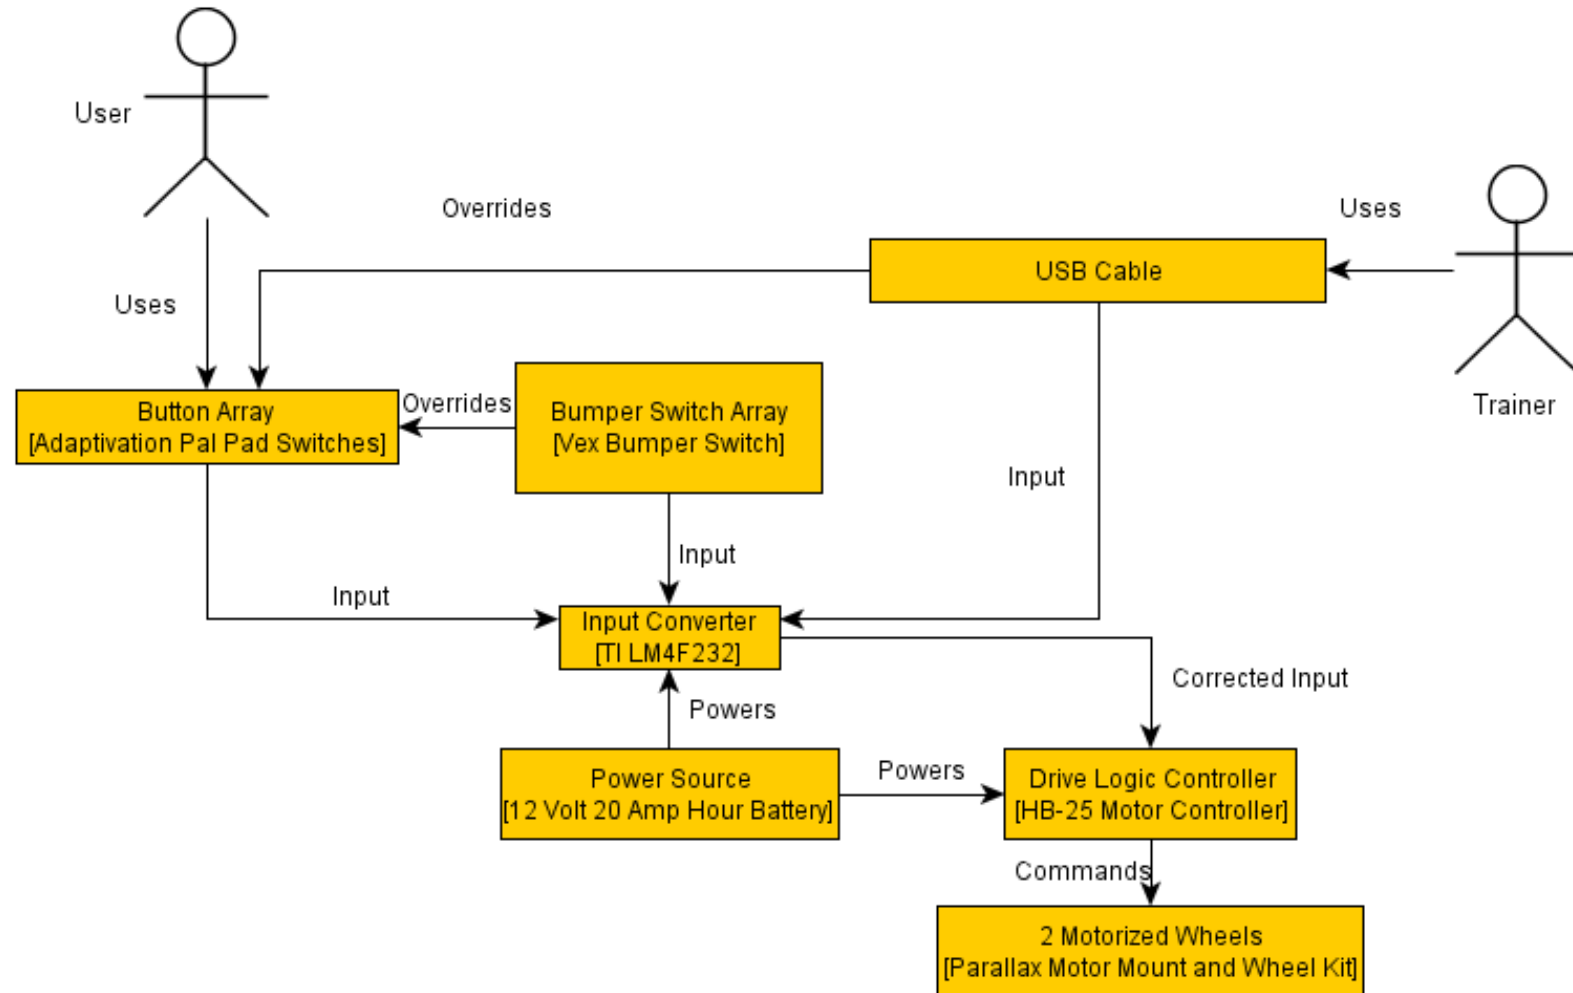 User
Overrides
Uses
USB Cable
Uses
Trainer
Button Array
[Adaptivation Pal Pad Switches]
Overrides
Bumper Switch Array
[Vex Bumper Switch]
Input
Input
Input
Input Converter
[TI LM4F232]
Corrected Input
Powers
Power Source
[12 Volt 20 Amp Hour Battery]
Powers
Drive Logic Controller
[HB-25 Motor Controller]
Commands
2 Motorized Wheels
[Parallax Motor Mount and Wheel Kit]